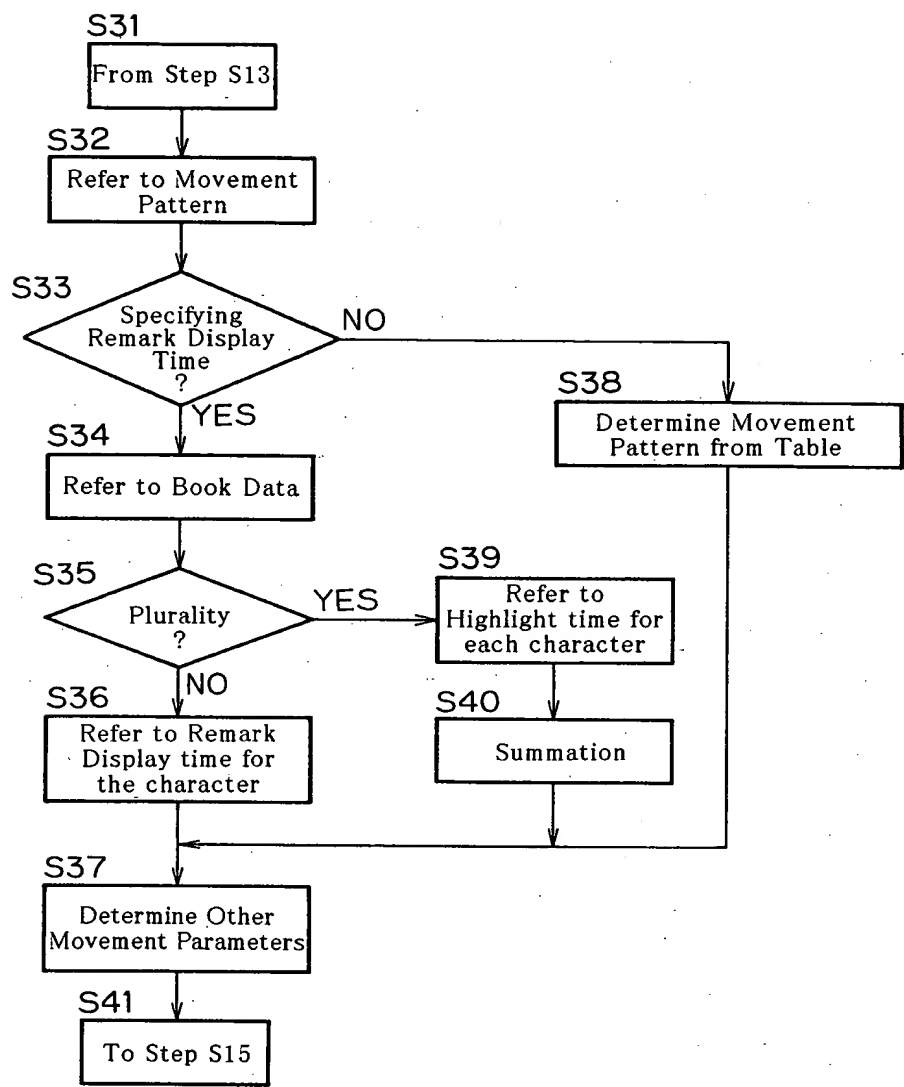 S31
From Step S13
S32
Refer to Movement
Pattern
S33
Specifying
Remark Display
Time
?
NO
YES
S38
Determine Movement
Pattern from Table
S34
Refer to Book Data
S35
Plurality
?
YES
NO
S39
Refer to
Highlight time for
each character
S36
Refer to Remark
Display time for
the character
S40
Summation
S37
Determine Other
Movement Parameters
S41
To Step S15